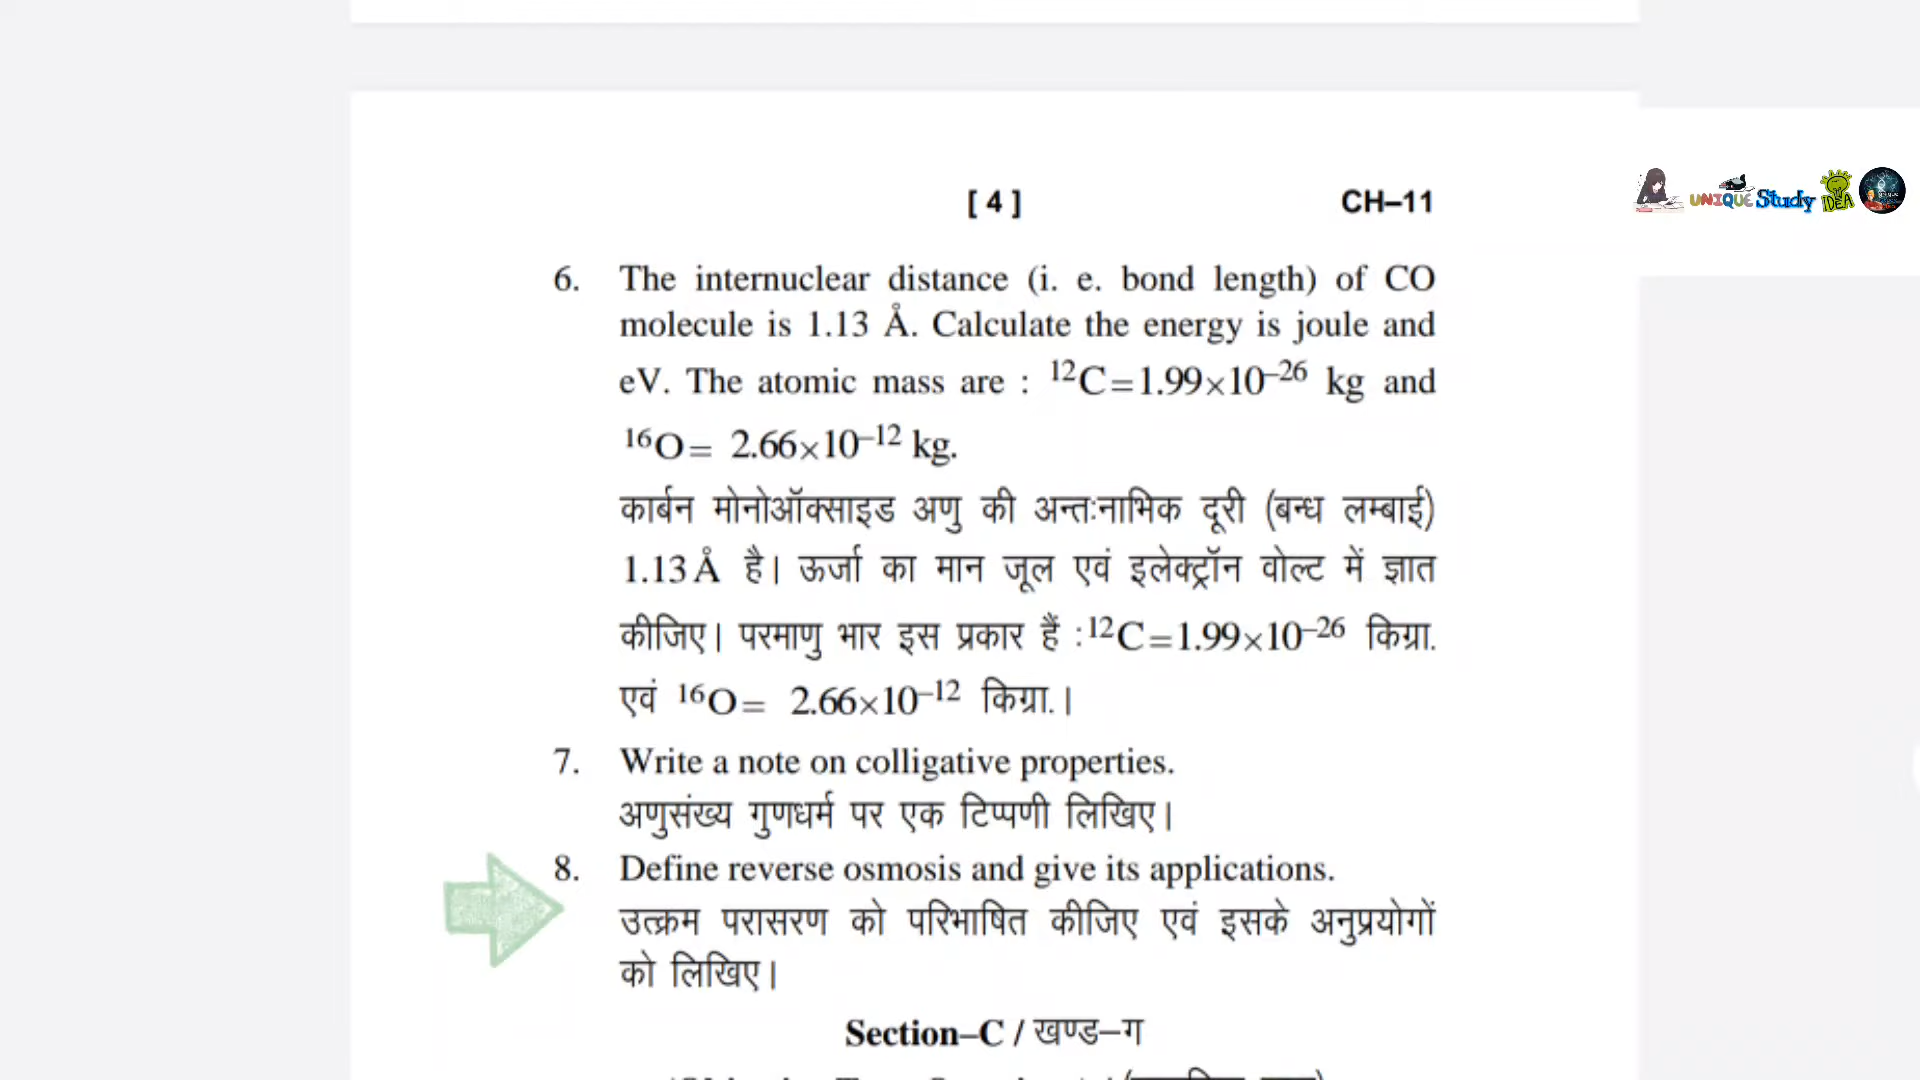 [ 4 ] CH–11
UNIQUE Study IDEA
6. The internuclear distance (i. e. bond length) of CO
molecule is 1.13 Å. Calculate the energy is joule and
eV. The atomic mass are : ¹²C=1.99×10⁻²⁶ kg and
¹⁶O= 2.66×10⁻¹² kg.
कार्बन मोनोऑक्साइड अणु की अन्तःनाभिक दूरी (बन्ध लम्बाई)
1.13 Å है। ऊर्जा का मान जूल एवं इलेक्ट्रॉन वोल्ट में ज्ञात
कीजिए। परमाणु भार इस प्रकार हैं :¹²C=1.99×10⁻²⁶ किग्रा.
एवं ¹⁶O= 2.66×10⁻¹² किग्रा.।
7. Write a note on colligative properties.
अणुसंख्य गुणधर्म पर एक टिप्पणी लिखिए।
8. Define reverse osmosis and give its applications.
उत्क्रम परासरण को परिभाषित कीजिए एवं इसके अनुप्रयोगों
को लिखिए।
Section–C / खण्ड–ग